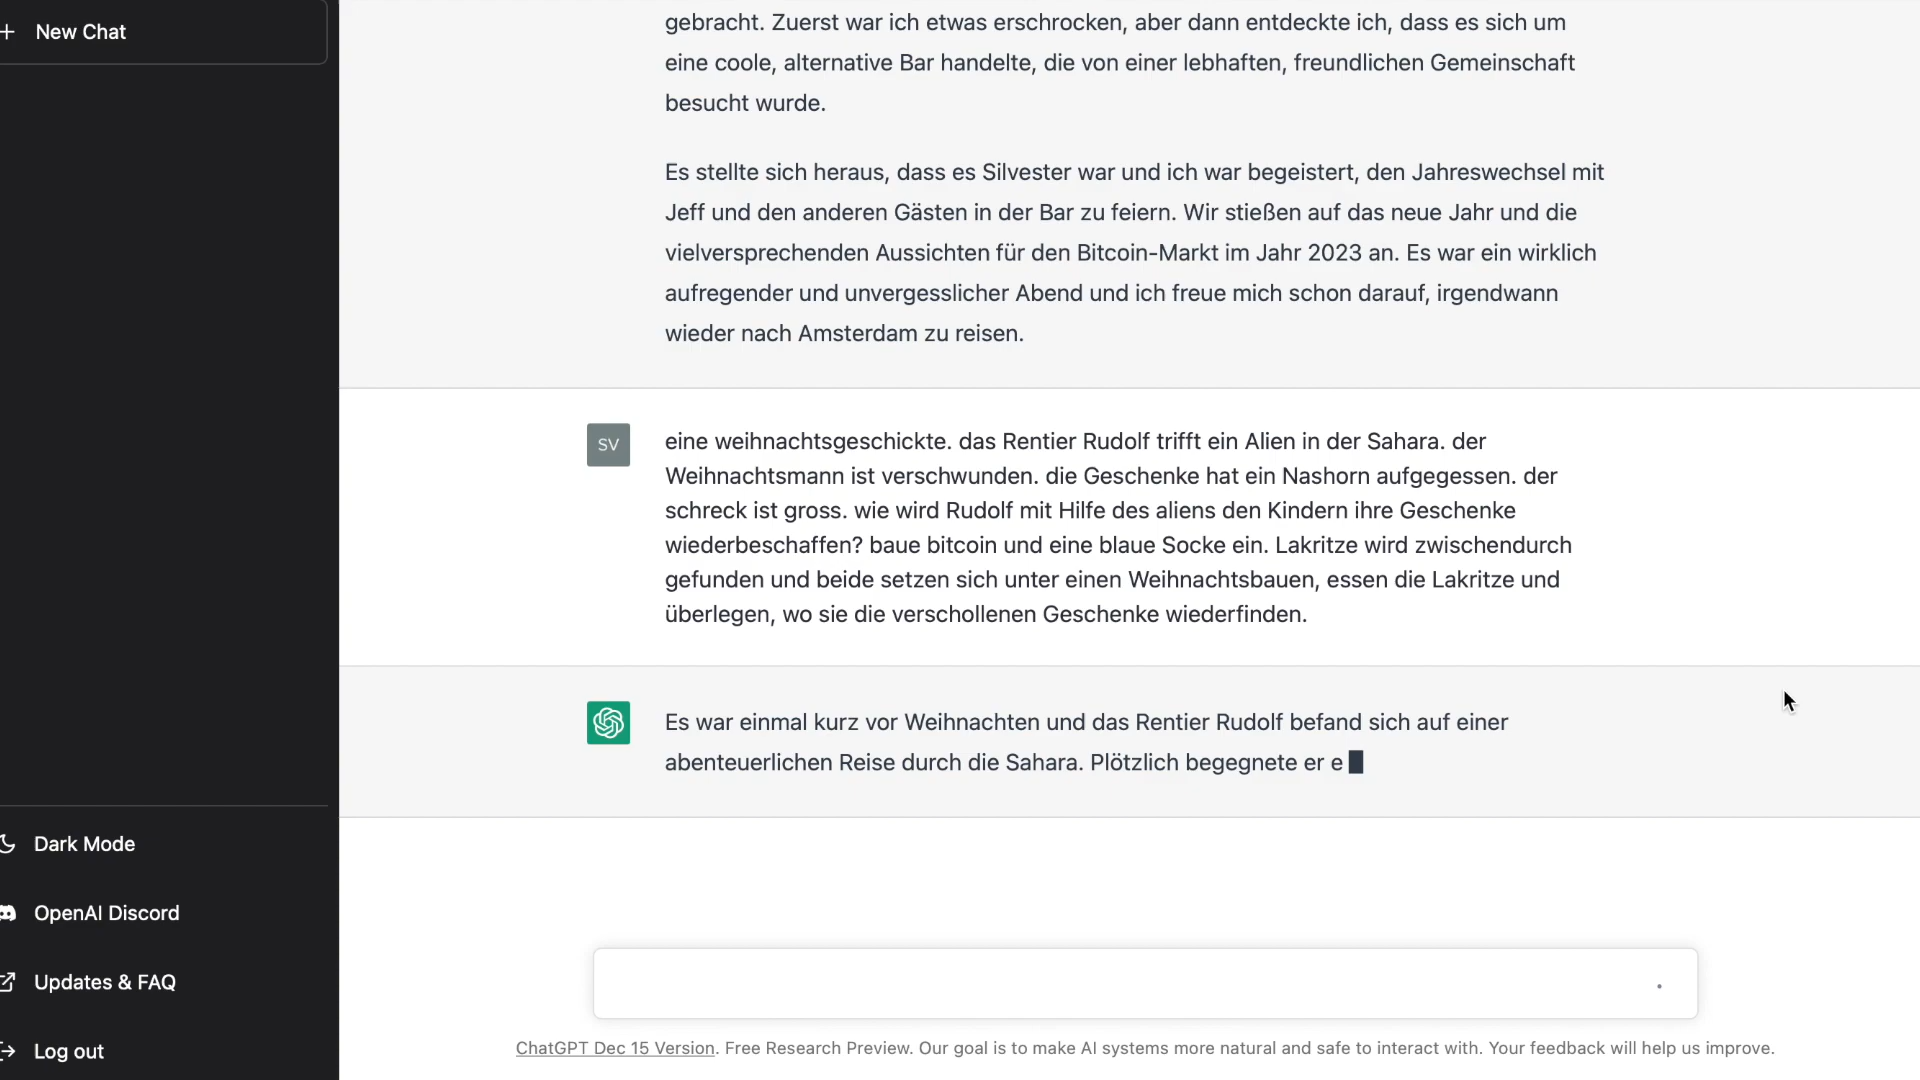 New Chat
gebracht. Zuerst war ich etwas erschrocken, aber dann entdeckte ich, dass es sich um
eine coole, alternative Bar handelte, die von einer lebhaften, freundlichen Gemeinschaft
besucht wurde.
Es stellte sich heraus, dass es Silvester war und ich war begeistert, den Jahreswechsel mit
Jeff und den anderen Gästen in der Bar zu feiern. Wir stießen auf das neue Jahr und die
vielversprechenden Aussichten für den Bitcoin-Markt im Jahr 2023 an. Es war ein wirklich
aufregender und unvergesslicher Abend und ich freue mich schon darauf, irgendwann
wieder nach Amsterdam zu reisen.
SV
eine weihnachtsgeschickte. das Rentier Rudolf trifft ein Alien in der Sahara. der
Weihnachtsmann ist verschwunden. die Geschenke hat ein Nashorn aufgegessen. der
schreck ist gross. wie wird Rudolf mit Hilfe des aliens den Kindern ihre Geschenke
wiederbeschaffen? baue bitcoin und eine blaue Socke ein. Lakritze wird zwischendurch
gefunden und beide setzen sich unter einen Weihnachtsbauen, essen die Lakritze und
überlegen, wo sie die verschollenen Geschenke wiederfinden.
Es war einmal kurz vor Weihnachten und das Rentier Rudolf befand sich auf einer
abenteuerlichen Reise durch die Sahara. Plötzlich begegnete er e
Dark Mode
OpenAI Discord
Updates & FAQ
Log out
ChatGPT Dec 15 Version. Free Research Preview. Our goal is to make AI systems more natural and safe to interact with. Your feedback will help us improve.